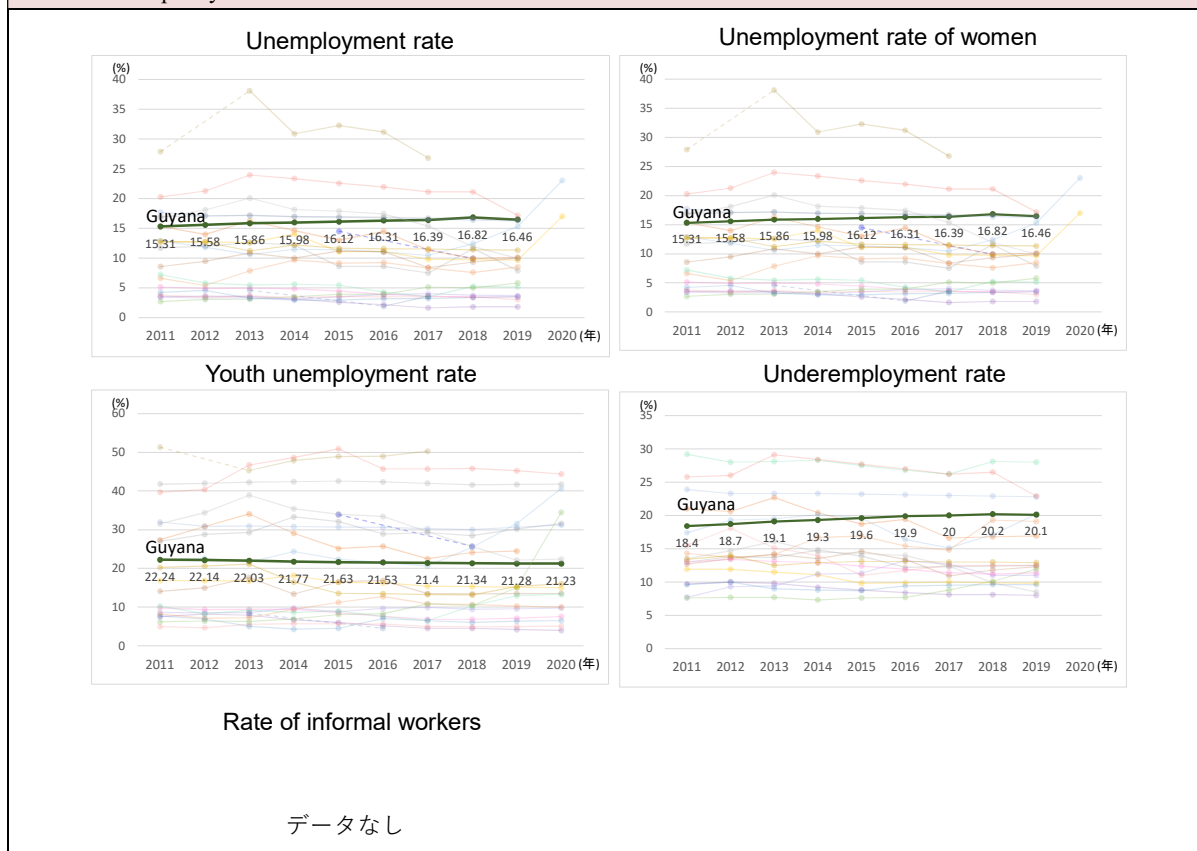 Unemployment rate
Unemployment rate of women
(%)
40
35
30
25
20
15
10
5
0
Guyana
15.31 15.58 15.86 15.98 16.12 16.31 16.39 16.82 16.46
2011 2012 2013 2014 2015 2016 2017 2018 2019 2020 (年)
(%)
40
35
30
25
20
15
10
5
0
Guyana
15.31 15.58 15.86 15.98 16.12 16.31 16.39 16.82 16.46
2011 2012 2013 2014 2015 2016 2017 2018 2019 2020 (年)
Youth unemployment rate
Underemployment rate
(%)
60
50
40
30
20
10
0
Guyana
22.24 22.14 22.03 21.77 21.63 21.53 21.4 21.34 21.28 21.23
2011 2012 2013 2014 2015 2016 2017 2018 2019 2020 (年)
(%)
35
30
25
20
15
10
5
0
Guyana
18.4 18.7 19.1 19.3 19.6 19.9 20 20.2 20.1
2011 2012 2013 2014 2015 2016 2017 2018 2019 2020 (年)
Rate of informal workers
データなし